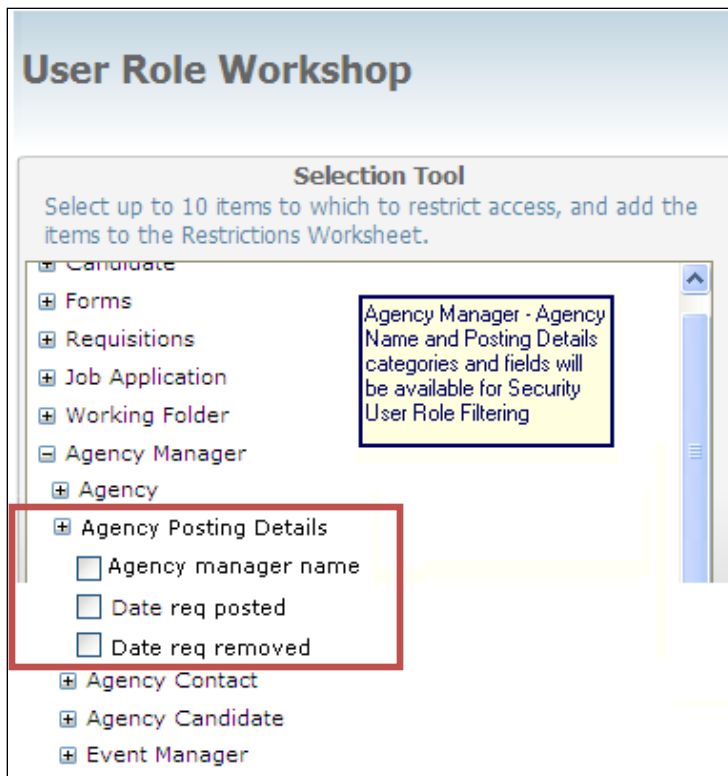 User Role Workshop
Selection Tool
Select up to 10 items to which to restrict access, and add the
items to the Restrictions Worksheet.
Candidate
Forms
Requisitions
Job Application
Working Folder
Agency Manager
Agency
Agency Posting Details
Agency manager name
Date req posted
Date req removed
Agency Contact
Agency Candidate
Event Manager
Agency Manager - Agency
Name and Posting Details
categories and fields will
be available for Security
User Role Filtering